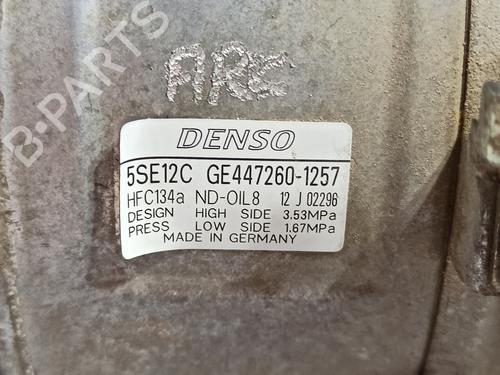 B-PARTS
ARC
DENSO
5SE12C GE447260-1257
HFC134a ND-OIL8 12 J 02296
DESIGN HIGH SIDE 3.53MPa
PRESS LOW SIDE 1.67MPa
MADE IN GERMANY
B-PARTS